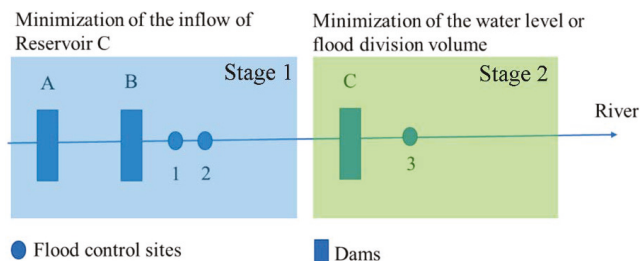 Minimization of the inflow of
Reservoir C
Minimization of the water level or
flood division volume
Stage 1
Stage 2
A
B
C
River
1
2
3
Flood control sites
Dams